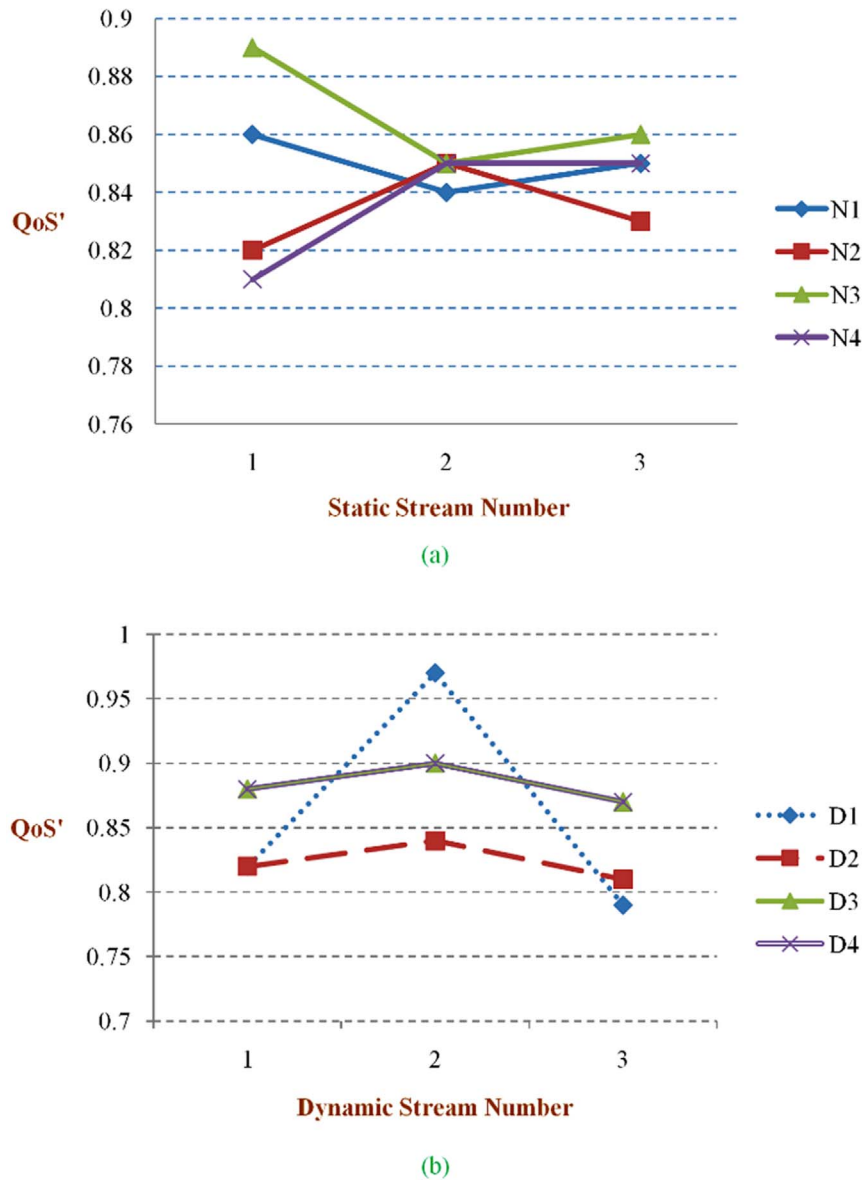 0.9
0.88
0.86
0.84
QoS'
0.82
0.8
0.78
0.76
1 2 3
Static Stream Number
N1
N2
N3
N4
(a)
1
0.95
0.9
QoS'
0.85
0.8
0.75
0.7
1 2 3
Dynamic Stream Number
D1
D2
D3
D4
(b)